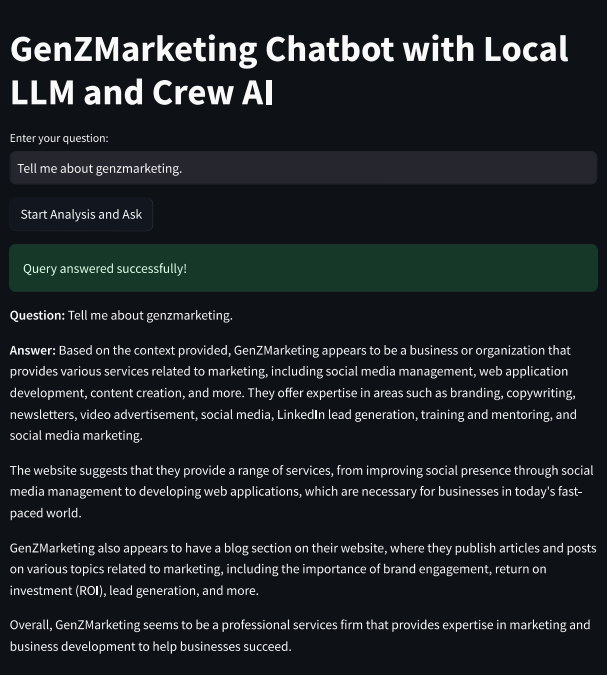 GenZMarketing Chatbot with Local
LLM and Crew AI
Enter your question:
Tell me about genzmarketing.
Start Analysis and Ask
Query answered successfully!
Question: Tell me about genzmarketing.
Answer: Based on the context provided, GenZMarketing appears to be a business or organization that
provides various services related to marketing, including social media management, web application
development, content creation, and more. They offer expertise in areas such as branding, copywriting,
newsletters, video advertisement, social media, LinkedIn lead generation, training and mentoring, and
social media marketing.
The website suggests that they provide a range of services, from improving social presence through social
media management to developing web applications, which are necessary for businesses in today's fast-
paced world.
GenZMarketing also appears to have a blog section on their website, where they publish articles and posts
on various topics related to marketing, including the importance of brand engagement, return on
investment (ROI), lead generation, and more.
Overall, GenZMarketing seems to be a professional services firm that provides expertise in marketing and
business development to help businesses succeed.